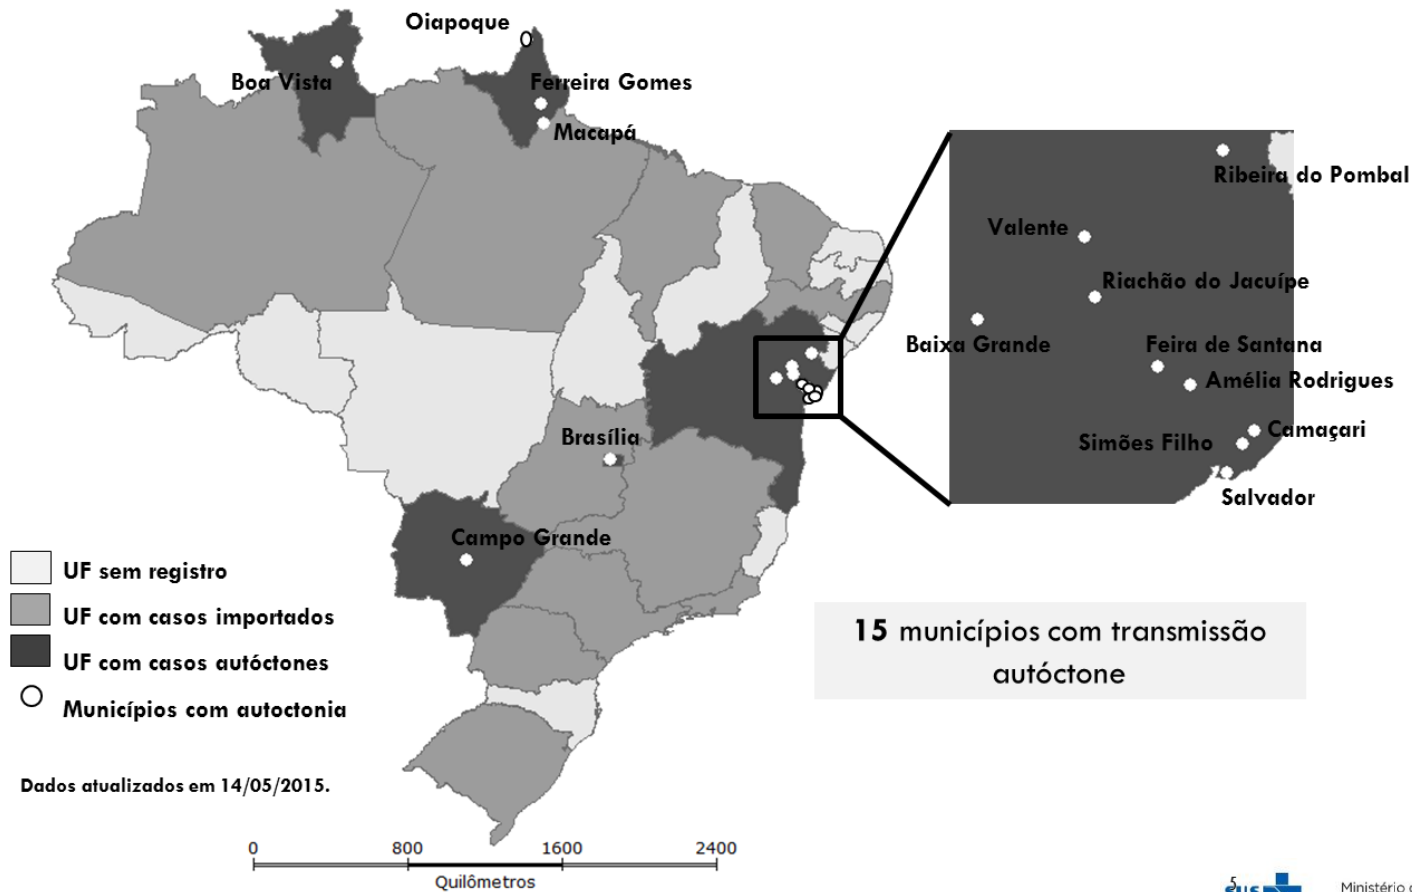 Oiapoque
Boa Vista
Ferreira Gomes
Macapá
Ribeira do Pombal
Valente
Riachão do Jacuípe
Baixa Grande
Feira de Santana
Amélia Rodrigues
Camaçari
Simões Filho
Salvador
Brasília
Campo Grande
UF sem registro
UF com casos importados
UF com casos autóctones
Municípios com autoctonia
15 municípios com transmissão
autóctone
Dados atualizados em 14/05/2015.
0 800 1600 2400
Quilômetros
5
SUS
Ministério